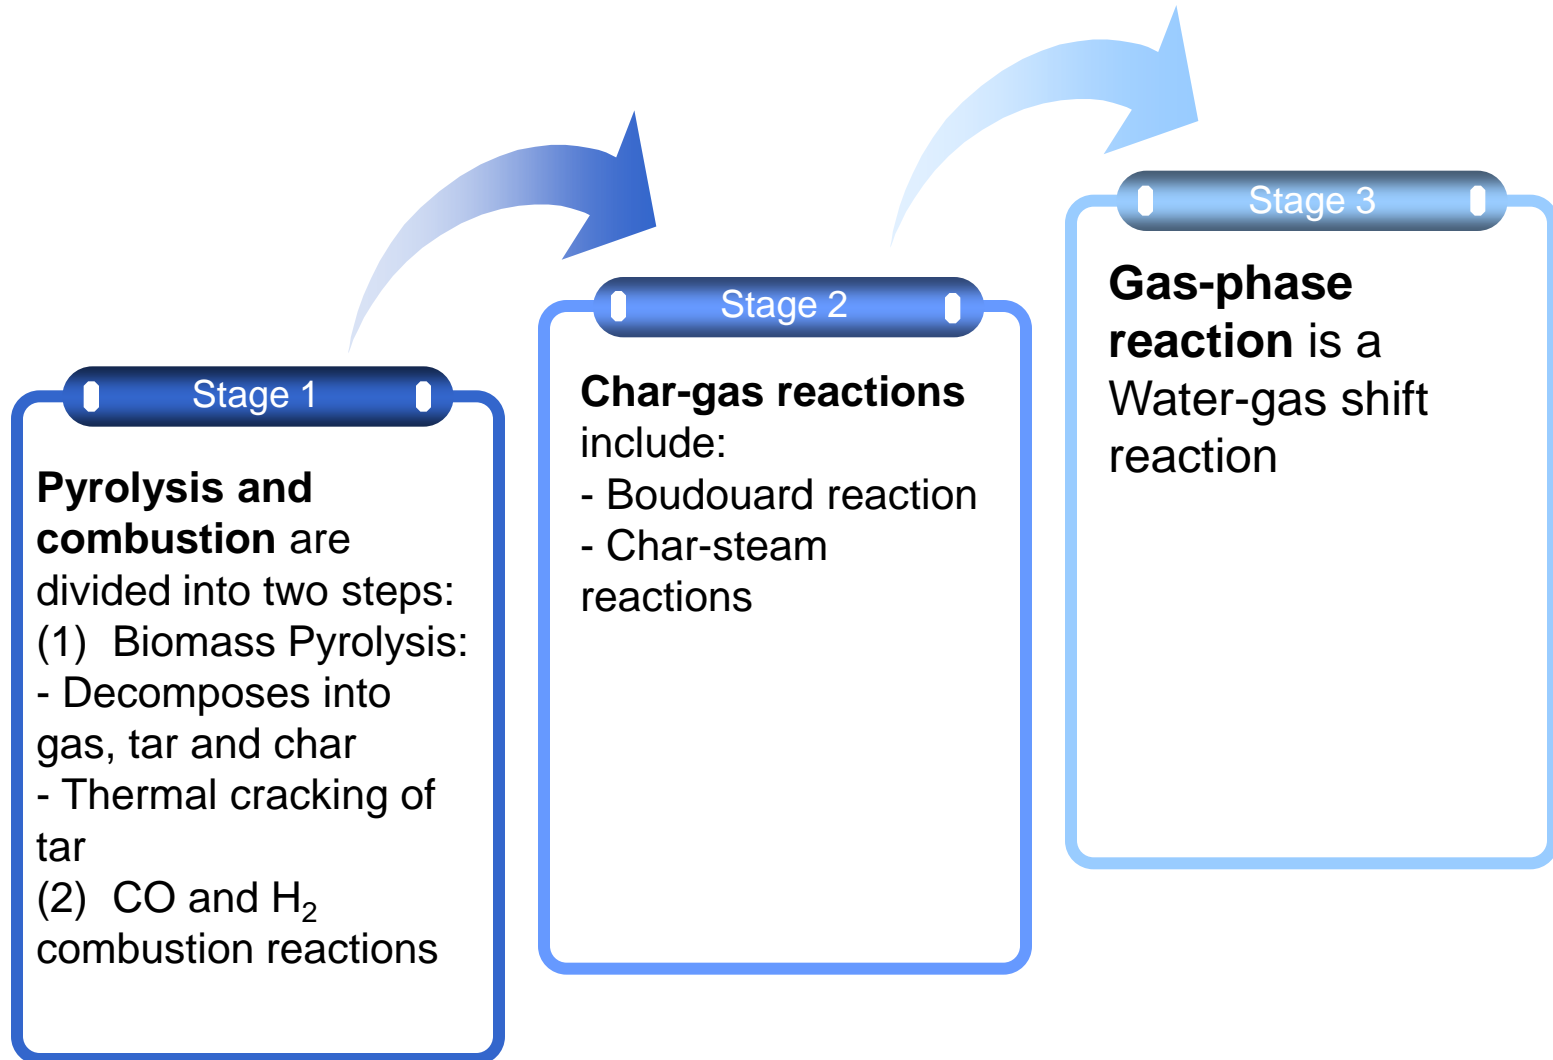 Stage 1
Pyrolysis and
combustion are
divided into two steps:
(1) Biomass Pyrolysis:
- Decomposes into
gas, tar and char
- Thermal cracking of
tar
(2) CO and H₂
combustion reactions
Stage 2
Char-gas reactions
include:
- Boudouard reaction
- Char-steam
reactions
Stage 3
Gas-phase
reaction is a
Water-gas shift
reaction